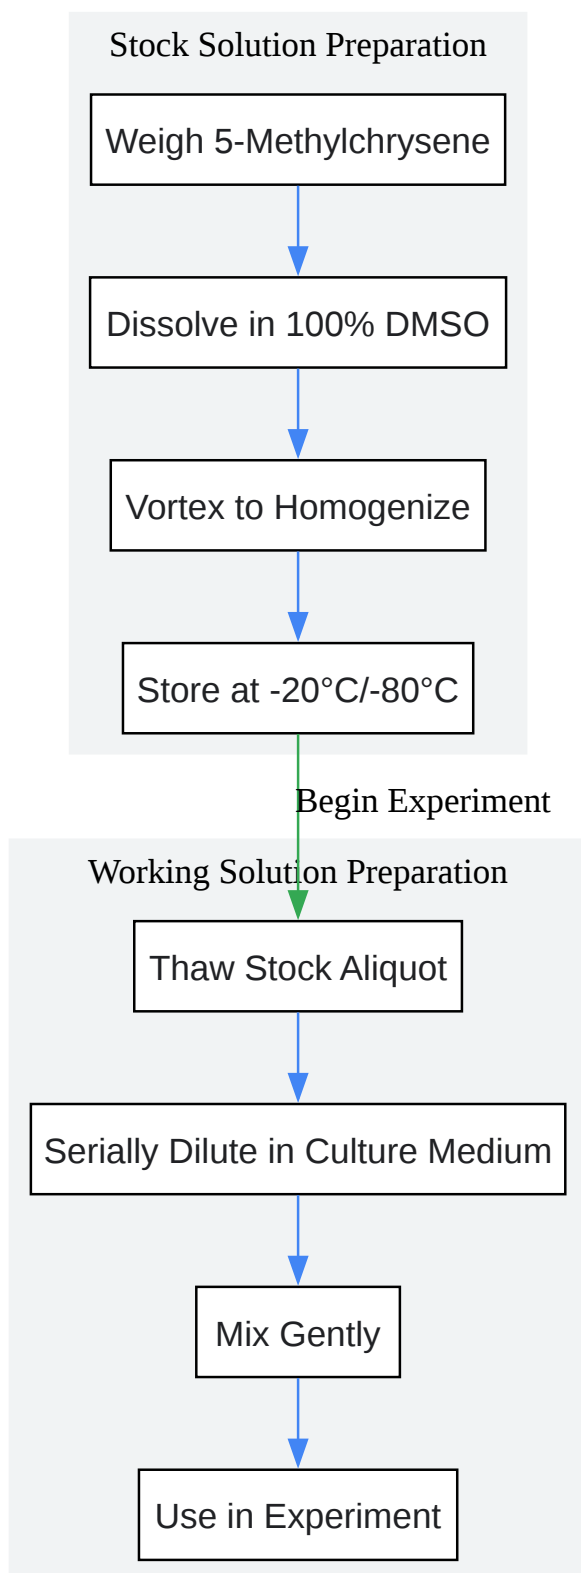 Stock Solution Preparation
Weigh 5-Methylchrysene
Dissolve in 100% DMSO
Vortex to Homogenize
Store at -20°C/-80°C
Begin Experiment
Working Solution Preparation
Thaw Stock Aliquot
Serially Dilute in Culture Medium
Mix Gently
Use in Experiment